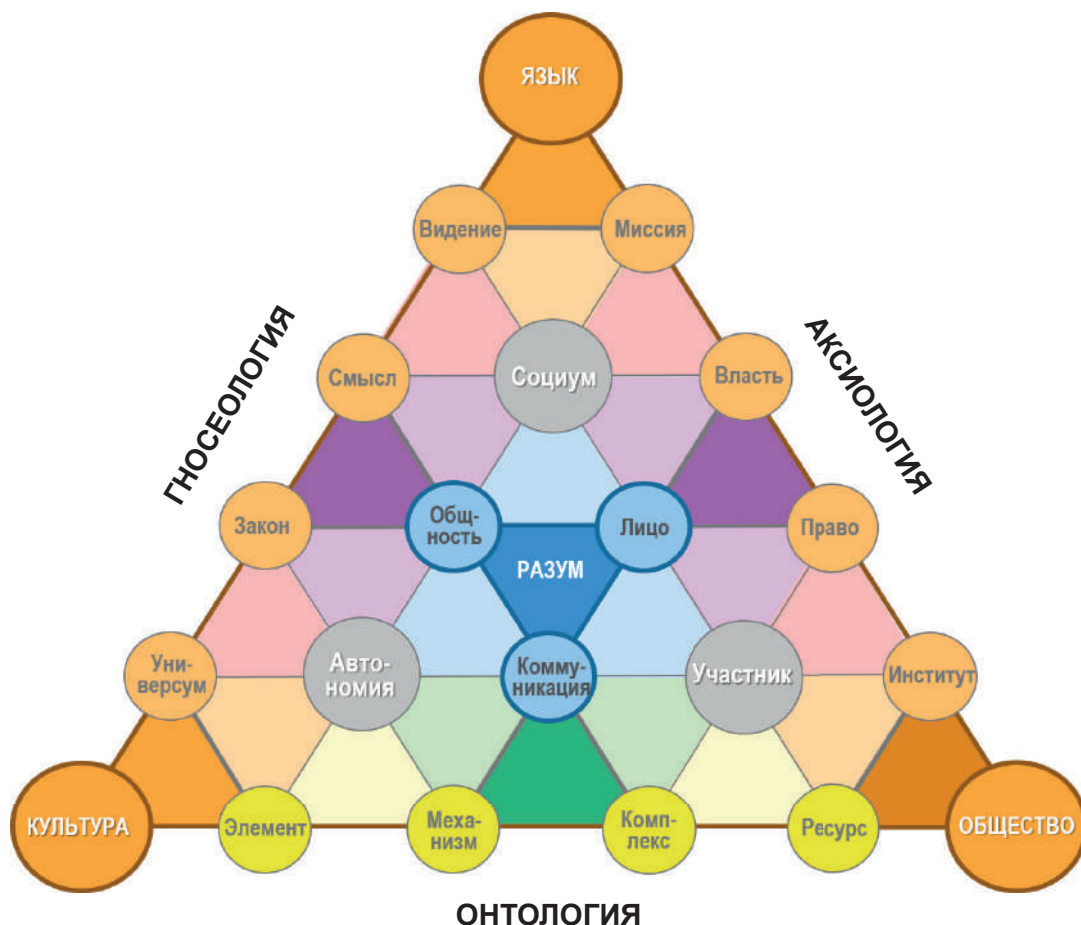 ЯЗЫК
Видение
Миссия
ГНОСЕОЛОГИЯ
АКСИОЛОГИЯ
Смысл
Социум
Власть
Закон
Общ-
ность
Лицо
Право
РАЗУМ
Уни-
версум
Авто-
номия
Комму-
никация
Участник
Институт
КУЛЬТУРА
Элемент
Меха-
низм
Комп-
лекс
Ресурс
ОБЩЕСТВО
ОНТОЛОГИЯ